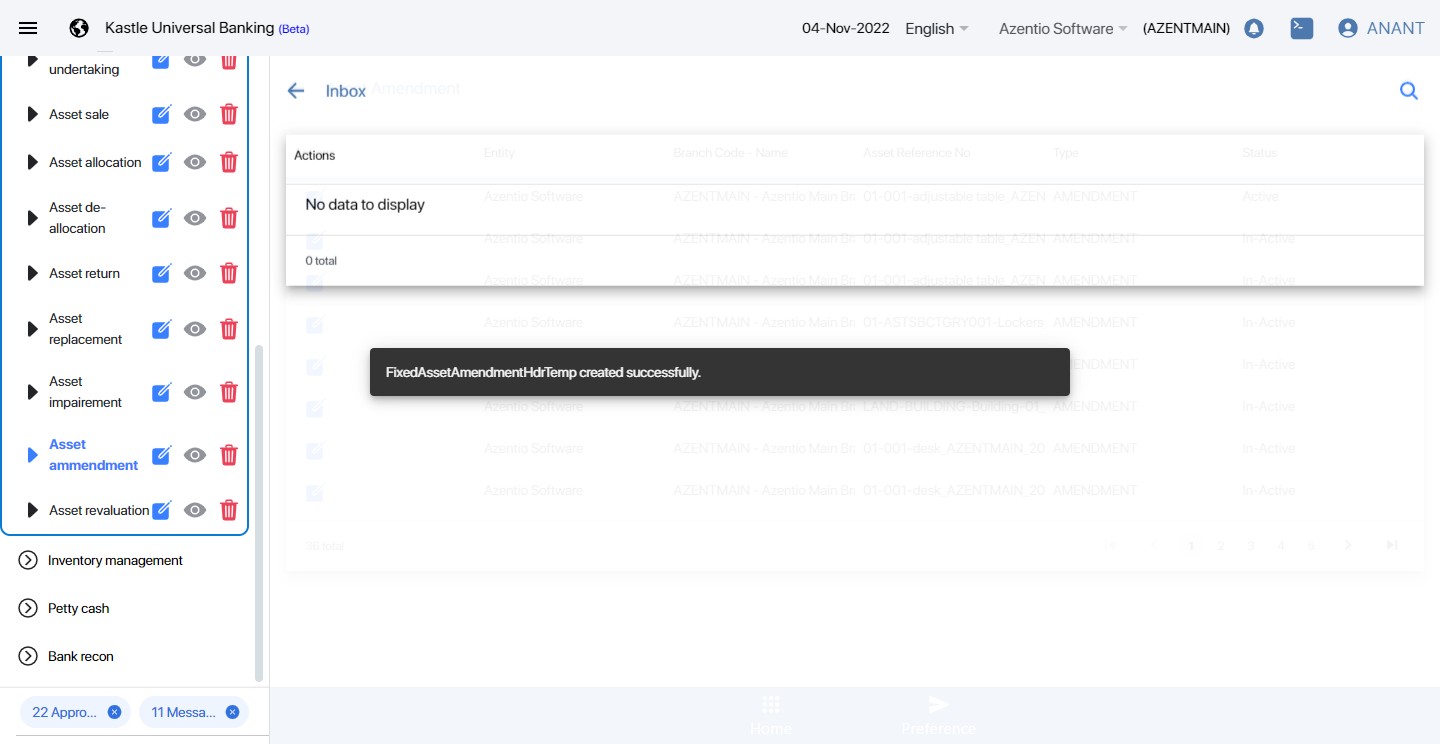 Kastle Universal Banking (Beta)
04-Nov-2022
English
Azentio Software
(AZENTMAIN)
ANANT
undertaking
Asset sale
Asset allocation
Asset de-
allocation
Asset return
Asset
replacement
Asset
impairement
Asset
ammendment
Asset revaluation
Inventory management
Petty cash
Bank recon
22 Appro...
11 Messa...
Inbox
Amendment
Actions
Entity
Branch Code - Name
Asset Reference No
Type
Status
Azentio Software AZENTMAIN - Azentio Main Br 01-001-adjustable table_AZEN AMENDMENT Active
No data to display
Azentio Software AZENTMAIN - Azentio Main Br 01-001-adjustable table_AZEN AMENDMENT In-Active
0 total
Azentio Software AZENTMAIN - Azentio Main Br 01-001-adjustable table_AZEN AMENDMENT In-Active
Azentio Software AZENTMAIN - Azentio Main Br 01-ASTSBCTGRY001-Lockers AMENDMENT In-Active
FixedAssetAmendmentHdrTemp created successfully.
In-Active
Azentio Software AZENTMAIN - Azentio Main Br LAND-BUILDING-Building-01_ AMENDMENT In-Active
Azentio Software AZENTMAIN - Azentio Main Br 01-001-desk_AZENTMAIN_20 AMENDMENT In-Active
Azentio Software AZENTMAIN - Azentio Main Br 01-001-desk_AZENTMAIN_20 AMENDMENT In-Active
36 total
1 2 3 4 5
Home
Preference